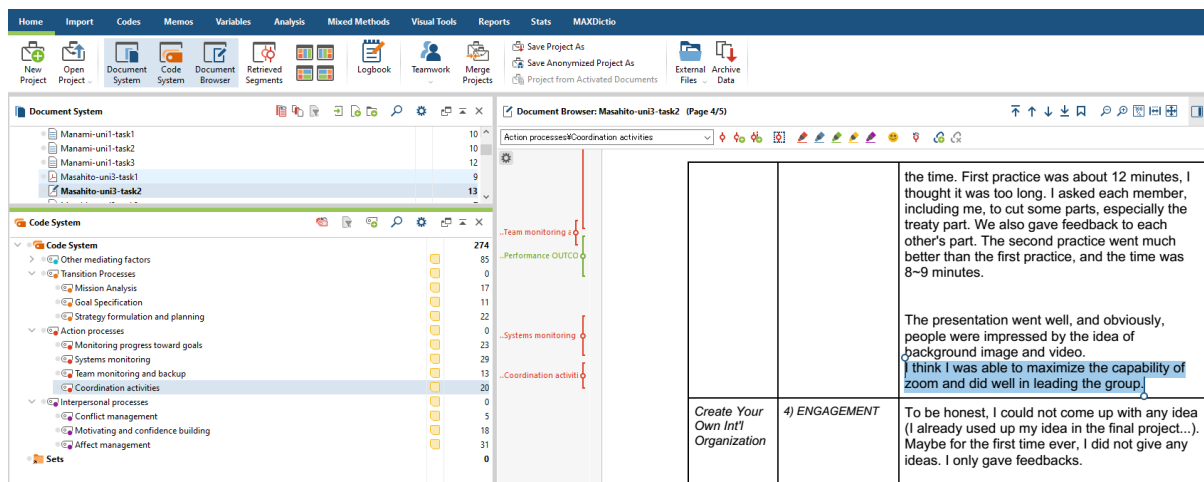 Home Import Codes Memos Variables Analysis Mixed Methods Visual Tools Reports Stats MAXDictio
New Project
Open Project
Document System
Code System
Document Browser
Retrieved Segments
Logbook
Teamwork
Merge Projects
Save Project As
Save Anonymized Project As
Project from Activated Documents
External Files
Archive Data
Document System
Manami-uni1-task1 10
Manami-uni1-task2 10
Manami-uni1-task3 12
Masahito-uni3-task1 9
Masahito-uni3-task2 13
Code System
Code System 274
Other mediating factors 85
Transition Processes 0
Mission Analysis 17
Goal Specification 11
Strategy formulation and planning 22
Action processes 0
Monitoring progress toward goals 23
Systems monitoring 29
Team monitoring and backup 13
Coordination activities 20
Interpersonal processes 0
Conflict management 5
Motivating and confidence building 18
Affect management 31
Sets 0
Document Browser: Masahito-uni3-task2 (Page 4/5)
Action processes¥Coordination activities
..Team monitoring a
..Performance OUTCO
..Systems monitoring
..Coordination activiti
the time. First practice was about 12 minutes, I
thought it was too long. I asked each member,
including me, to cut some parts, especially the
treaty part. We also gave feedback to each
other's part. The second practice went much
better than the first practice, and the time was
8~9 minutes.
The presentation went well, and obviously,
people were impressed by the idea of
background image and video.
I think I was able to maximize the capability of
zoom and did well in leading the group.
Create Your
Own Int'l
Organization
4) ENGAGEMENT
To be honest, I could not come up with any idea
(I already used up my idea in the final project...).
Maybe for the first time ever, I did not give any
ideas. I only gave feedbacks.